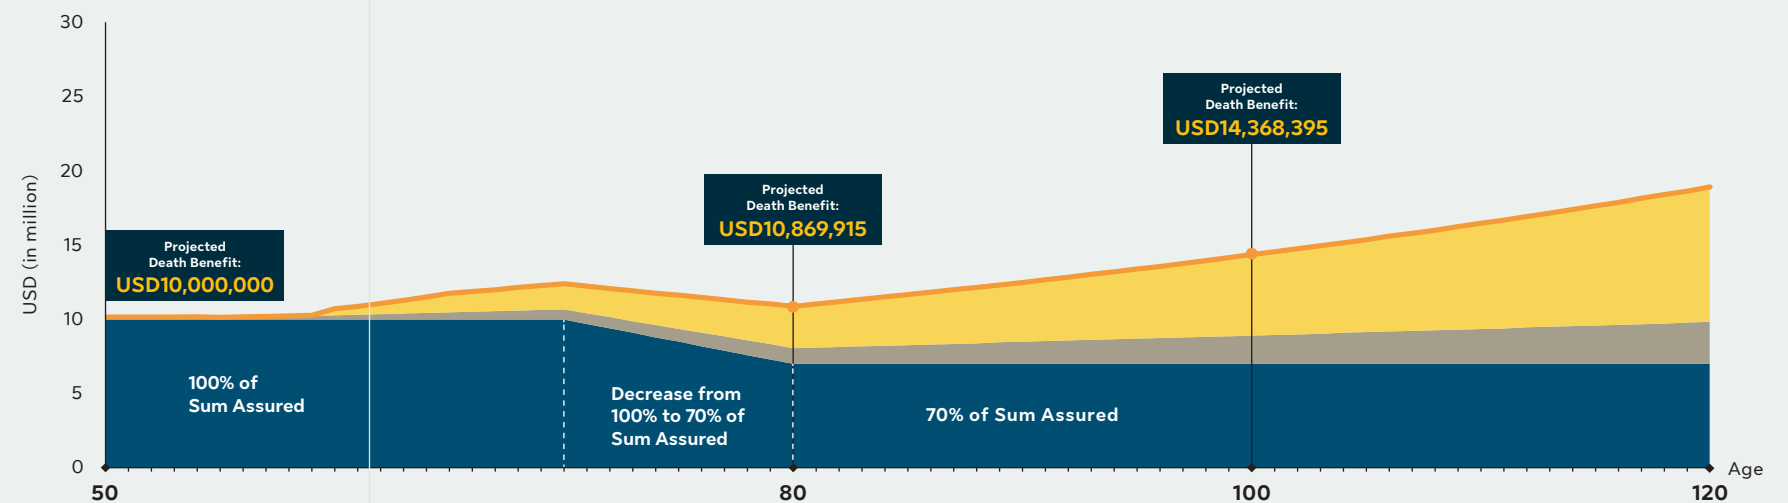 30
25
20
15
10
5
0
USD (in million)
Projected
Death Benefit:
USD10,000,000
Projected
Death Benefit:
USD10,869,915
Projected
Death Benefit:
USD14,368,395
100% of
Sum Assured
Decrease from
100% to 70% of
Sum Assured
70% of Sum Assured
Age
50
80
100
120